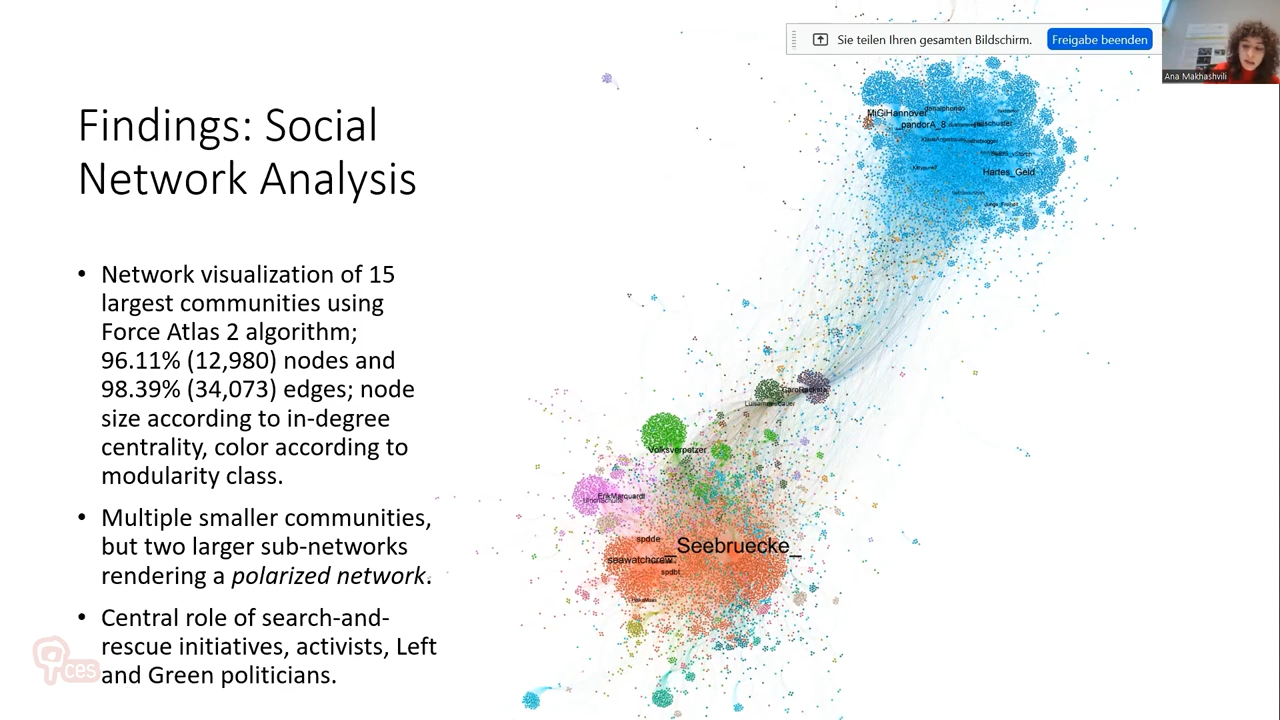 Sie teilen Ihren gesamten Bildschirm.
Freigabe beenden
Ana Makhashvili
Findings: Social
Network Analysis
• Network visualization of 15
largest communities using
Force Atlas 2 algorithm;
96.11% (12,980) nodes and
98.39% (34,073) edges; node
size according to in-degree
centrality, color according to
modularity class.
• Multiple smaller communities,
but two larger sub-networks
rendering a polarized network.
• Central role of search-and-
rescue initiatives, activists, Left
and Green politicians.
ces
MiGiHannover
_pandorA_8
Hartes_Geld
Volksverpetzer
ErikMarquardt
spdde
_Seebruecke_
seawatchcrew
spdbt